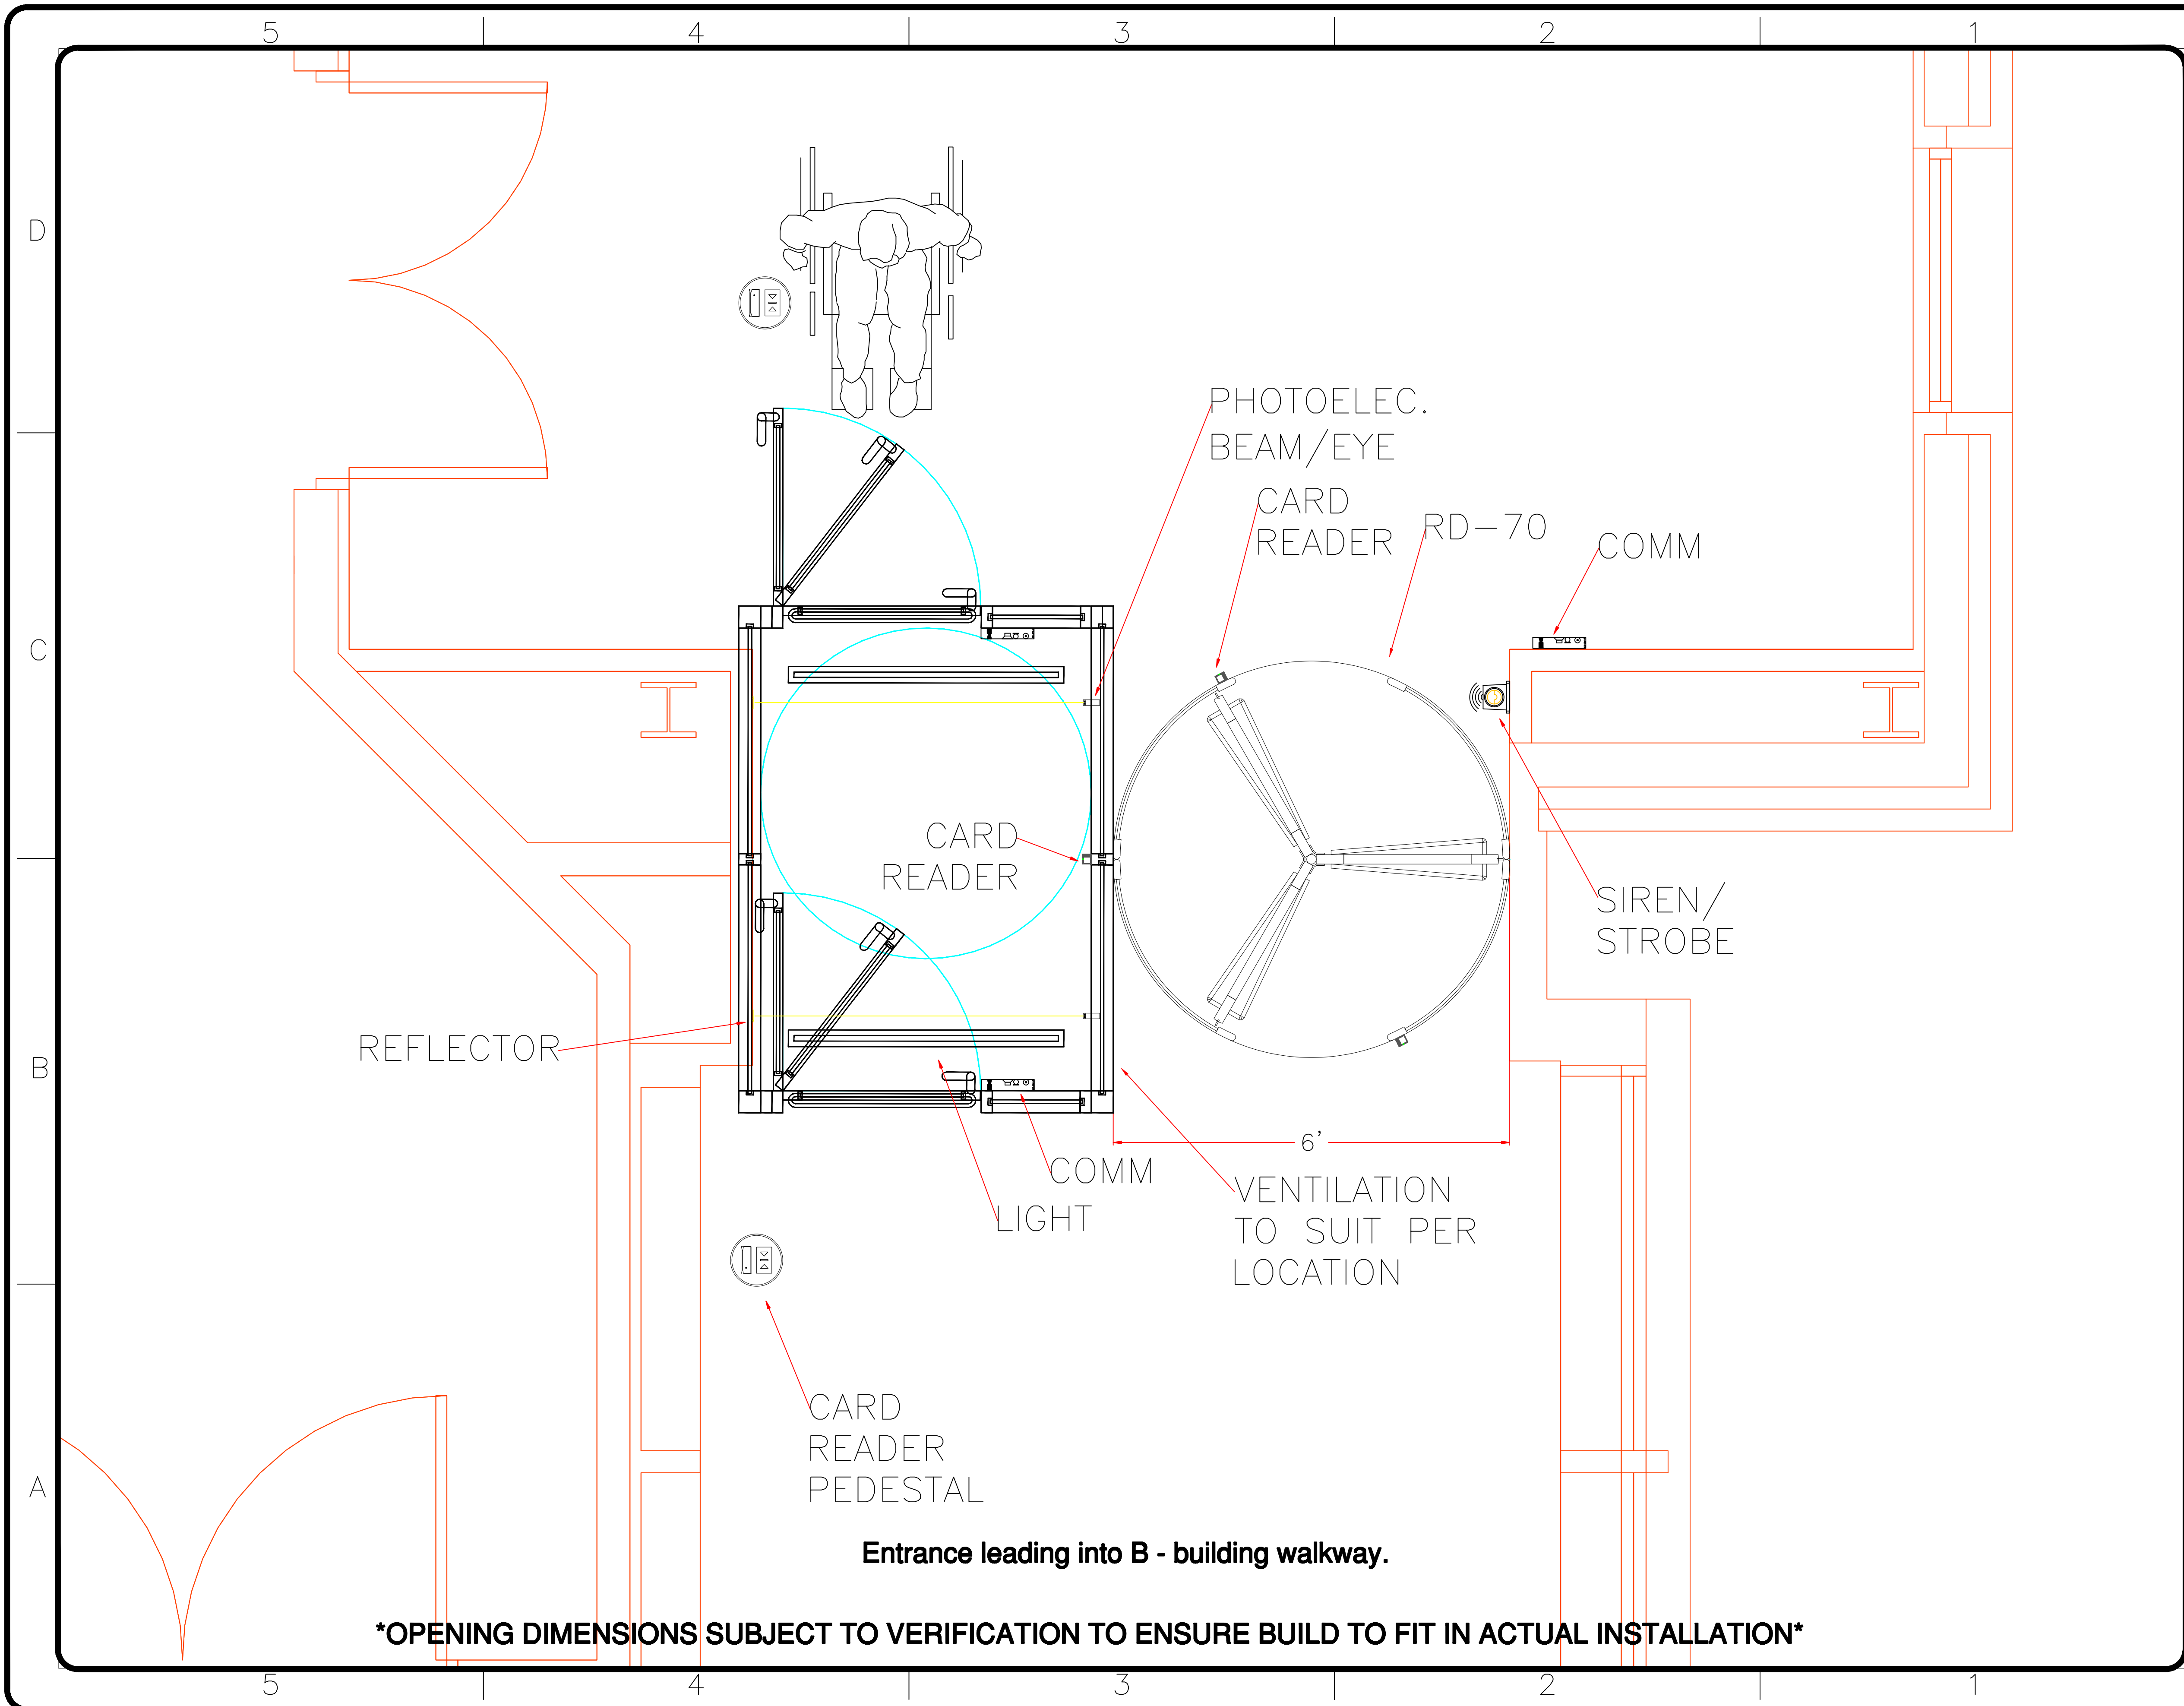 5 4 3 2 1
D
PHOTOELEC.
BEAM/EYE
CARD
READER
RD-70
COMM
C
CARD
READER
SIREN/
STROBE
REFLECTOR
B
6'
COMM
LIGHT
VENTILATION
TO SUIT PER
LOCATION
CARD
READER
PEDESTAL
A
Entrance leading into B - building walkway.
*OPENING DIMENSIONS SUBJECT TO VERIFICATION TO ENSURE BUILD TO FIT IN ACTUAL INSTALLATION*
5 4 3 2 1